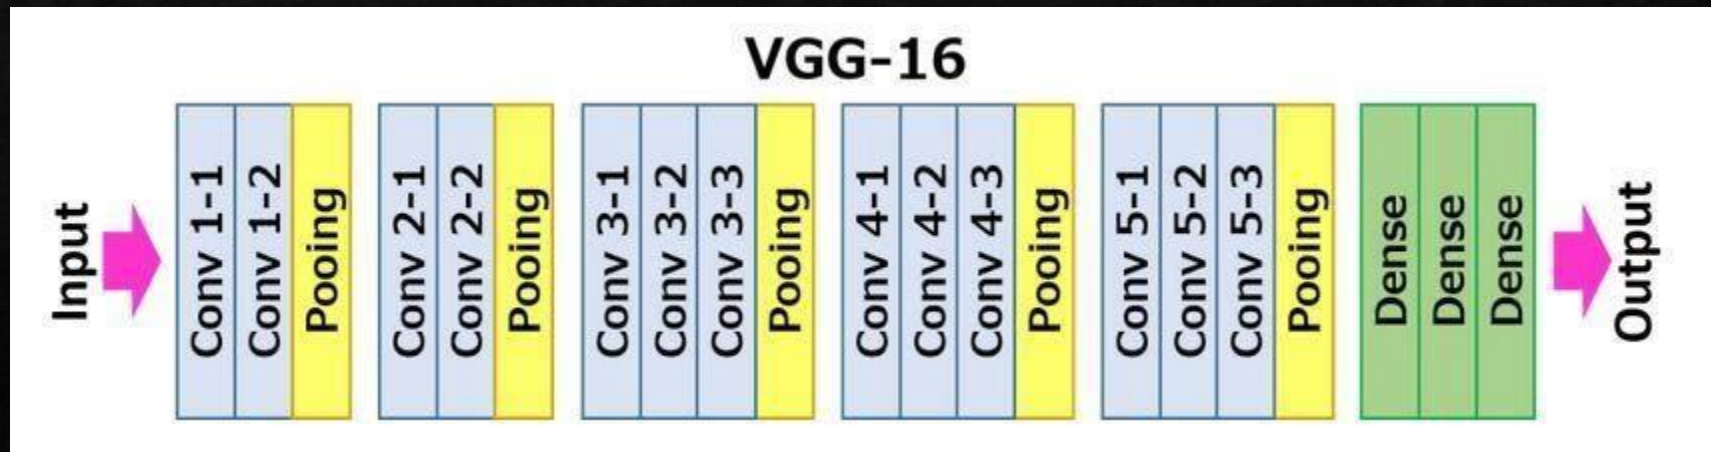 VGG-16
Input
Conv 1-1
Conv 1-2
Pooing
Conv 2-1
Conv 2-2
Pooing
Conv 3-1
Conv 3-2
Conv 3-3
Pooing
Conv 4-1
Conv 4-2
Conv 4-3
Pooing
Conv 5-1
Conv 5-2
Conv 5-3
Pooing
Dense
Dense
Dense
Output